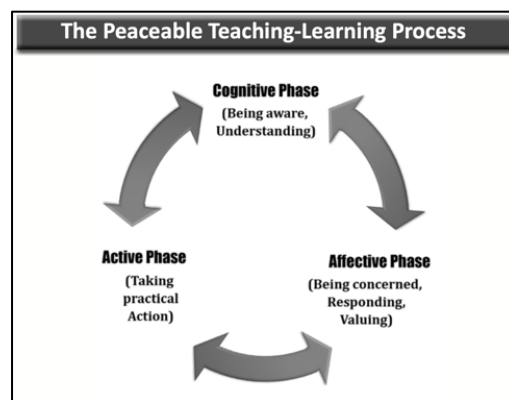 The Peaceable Teaching-Learning Process
Cognitive Phase
(Being aware,
Understanding)
Active Phase
(Taking
practical
Action)
Affective Phase
(Being concerned,
Responding,
Valuing)